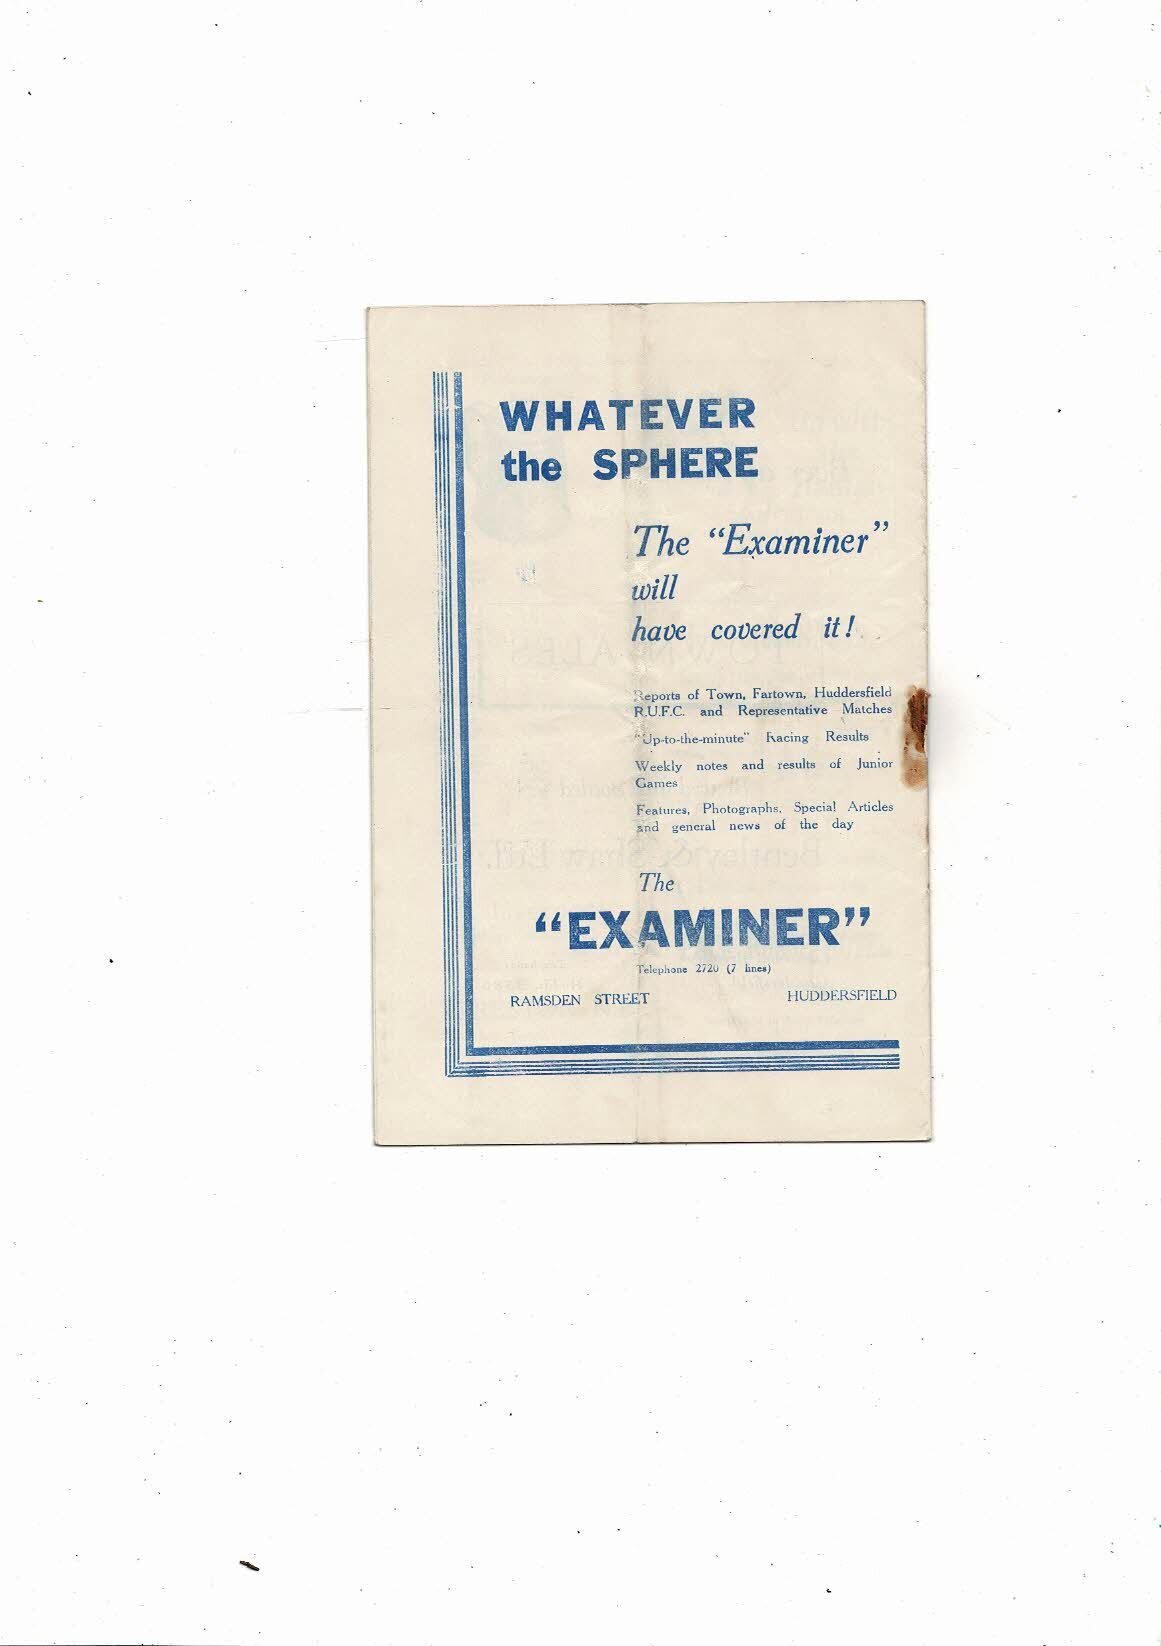 WHATEVER
the SPHERE
The "Examiner"
will
have covered it!
Reports of Town, Fartown, Huddersfield
R.U.F.C. and Representative Matches
"Up-to-the-minute" Racing Results
Weekly notes and results of Junior
Games
Features, Photographs, Special Articles
and general news of the day
The
"EXAMINER"
Telephone 2720 (7 lines)
RAMSDEN STREET HUDDERSFIELD